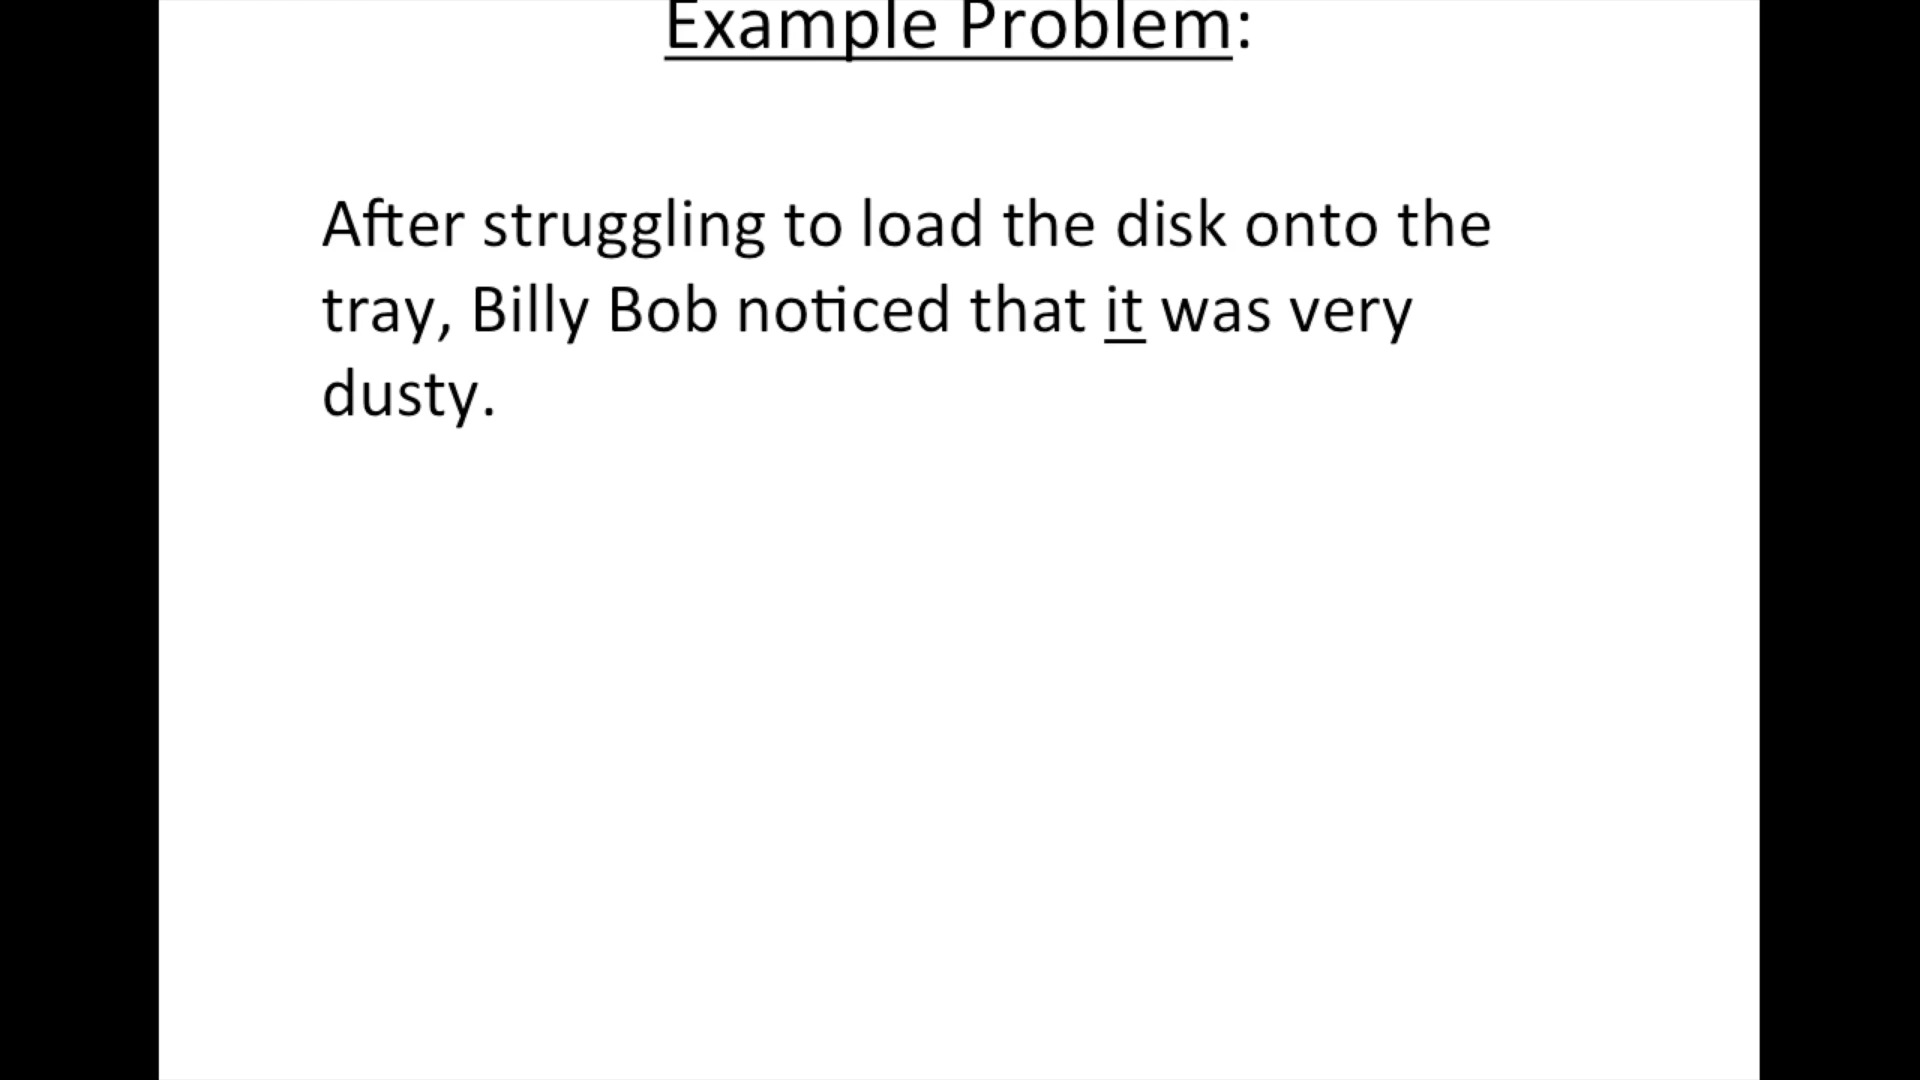 Example Problem:
After struggling to load the disk onto the
tray, Billy Bob noticed that it was very
dusty.